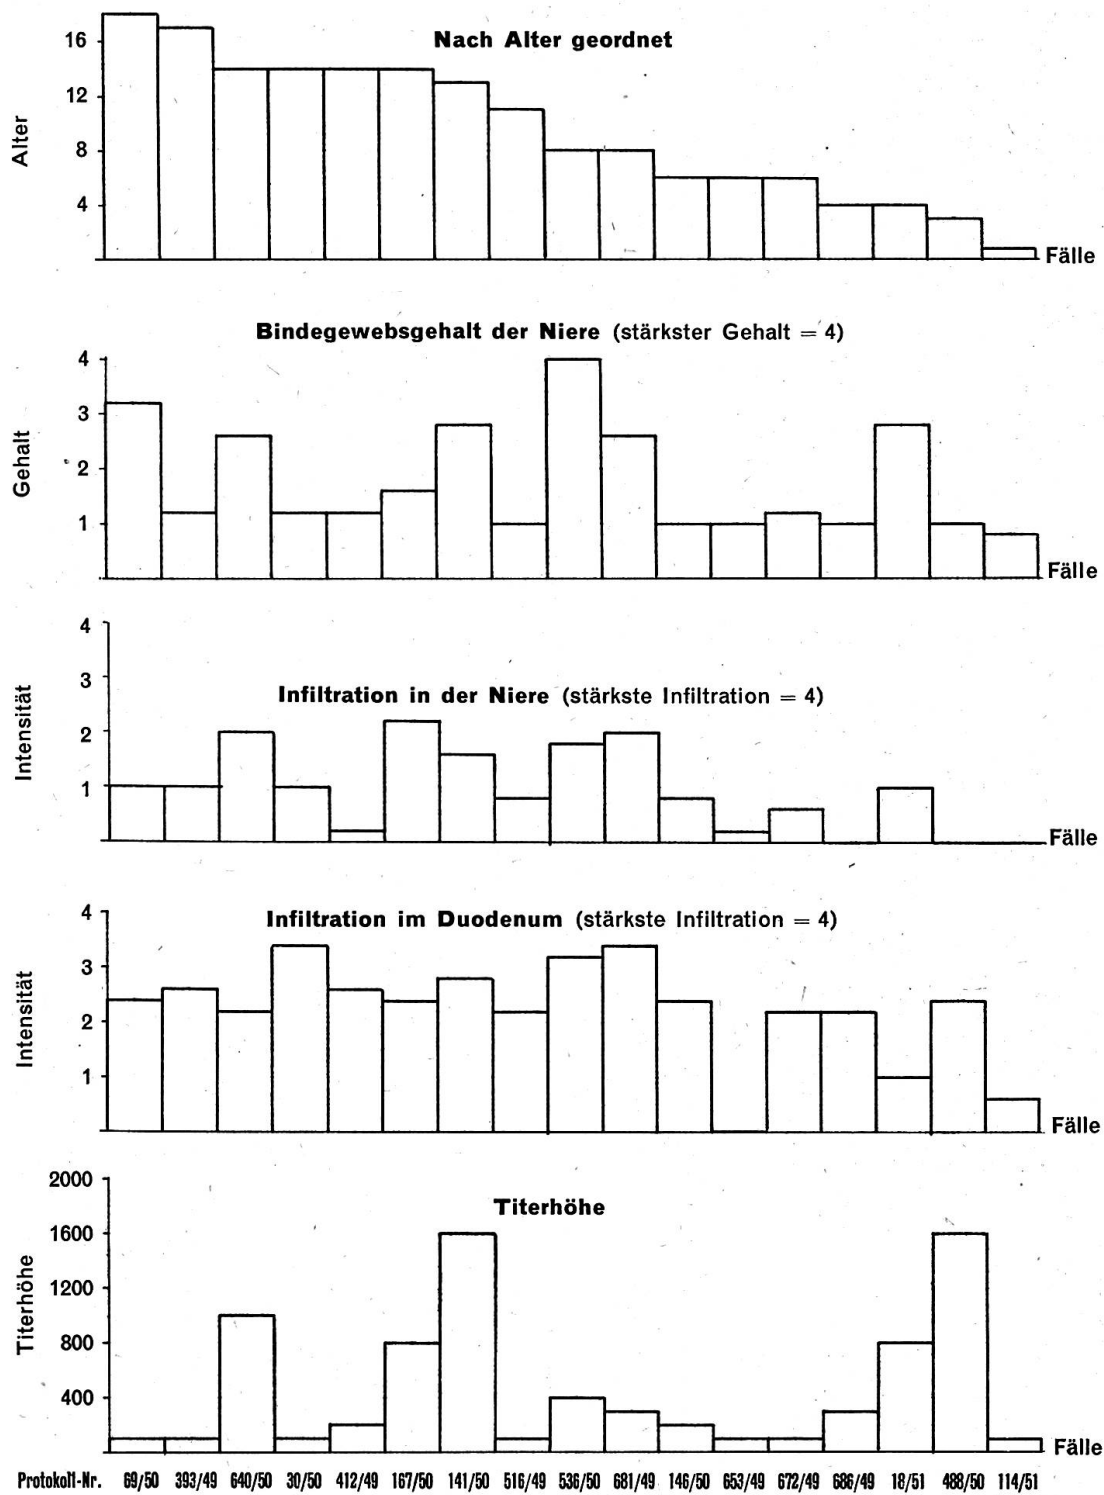 Nach Alter geordnet
Alter
16
12
8
4
Fälle
Bindegewebsgehalt der Niere (stärkster Gehalt = 4)
Gehalt
4
3
2
1
Fälle
Infiltration in der Niere (stärkste Infiltration = 4)
Intensität
4
3
2
1
Fälle
Infiltration im Duodenum (stärkste Infiltration = 4)
Intensität
4
3
2
1
Fälle
Titerhöhe
Titerhöhe
2000
1600
1200
800
400
Fälle
Protokoll-Nr. 69/50 393/49 640/50 30/50 412/49 167/50 141/50 516/49 536/50 681/49 146/50 653/49 672/49 686/49 18/51 488/50 114/51